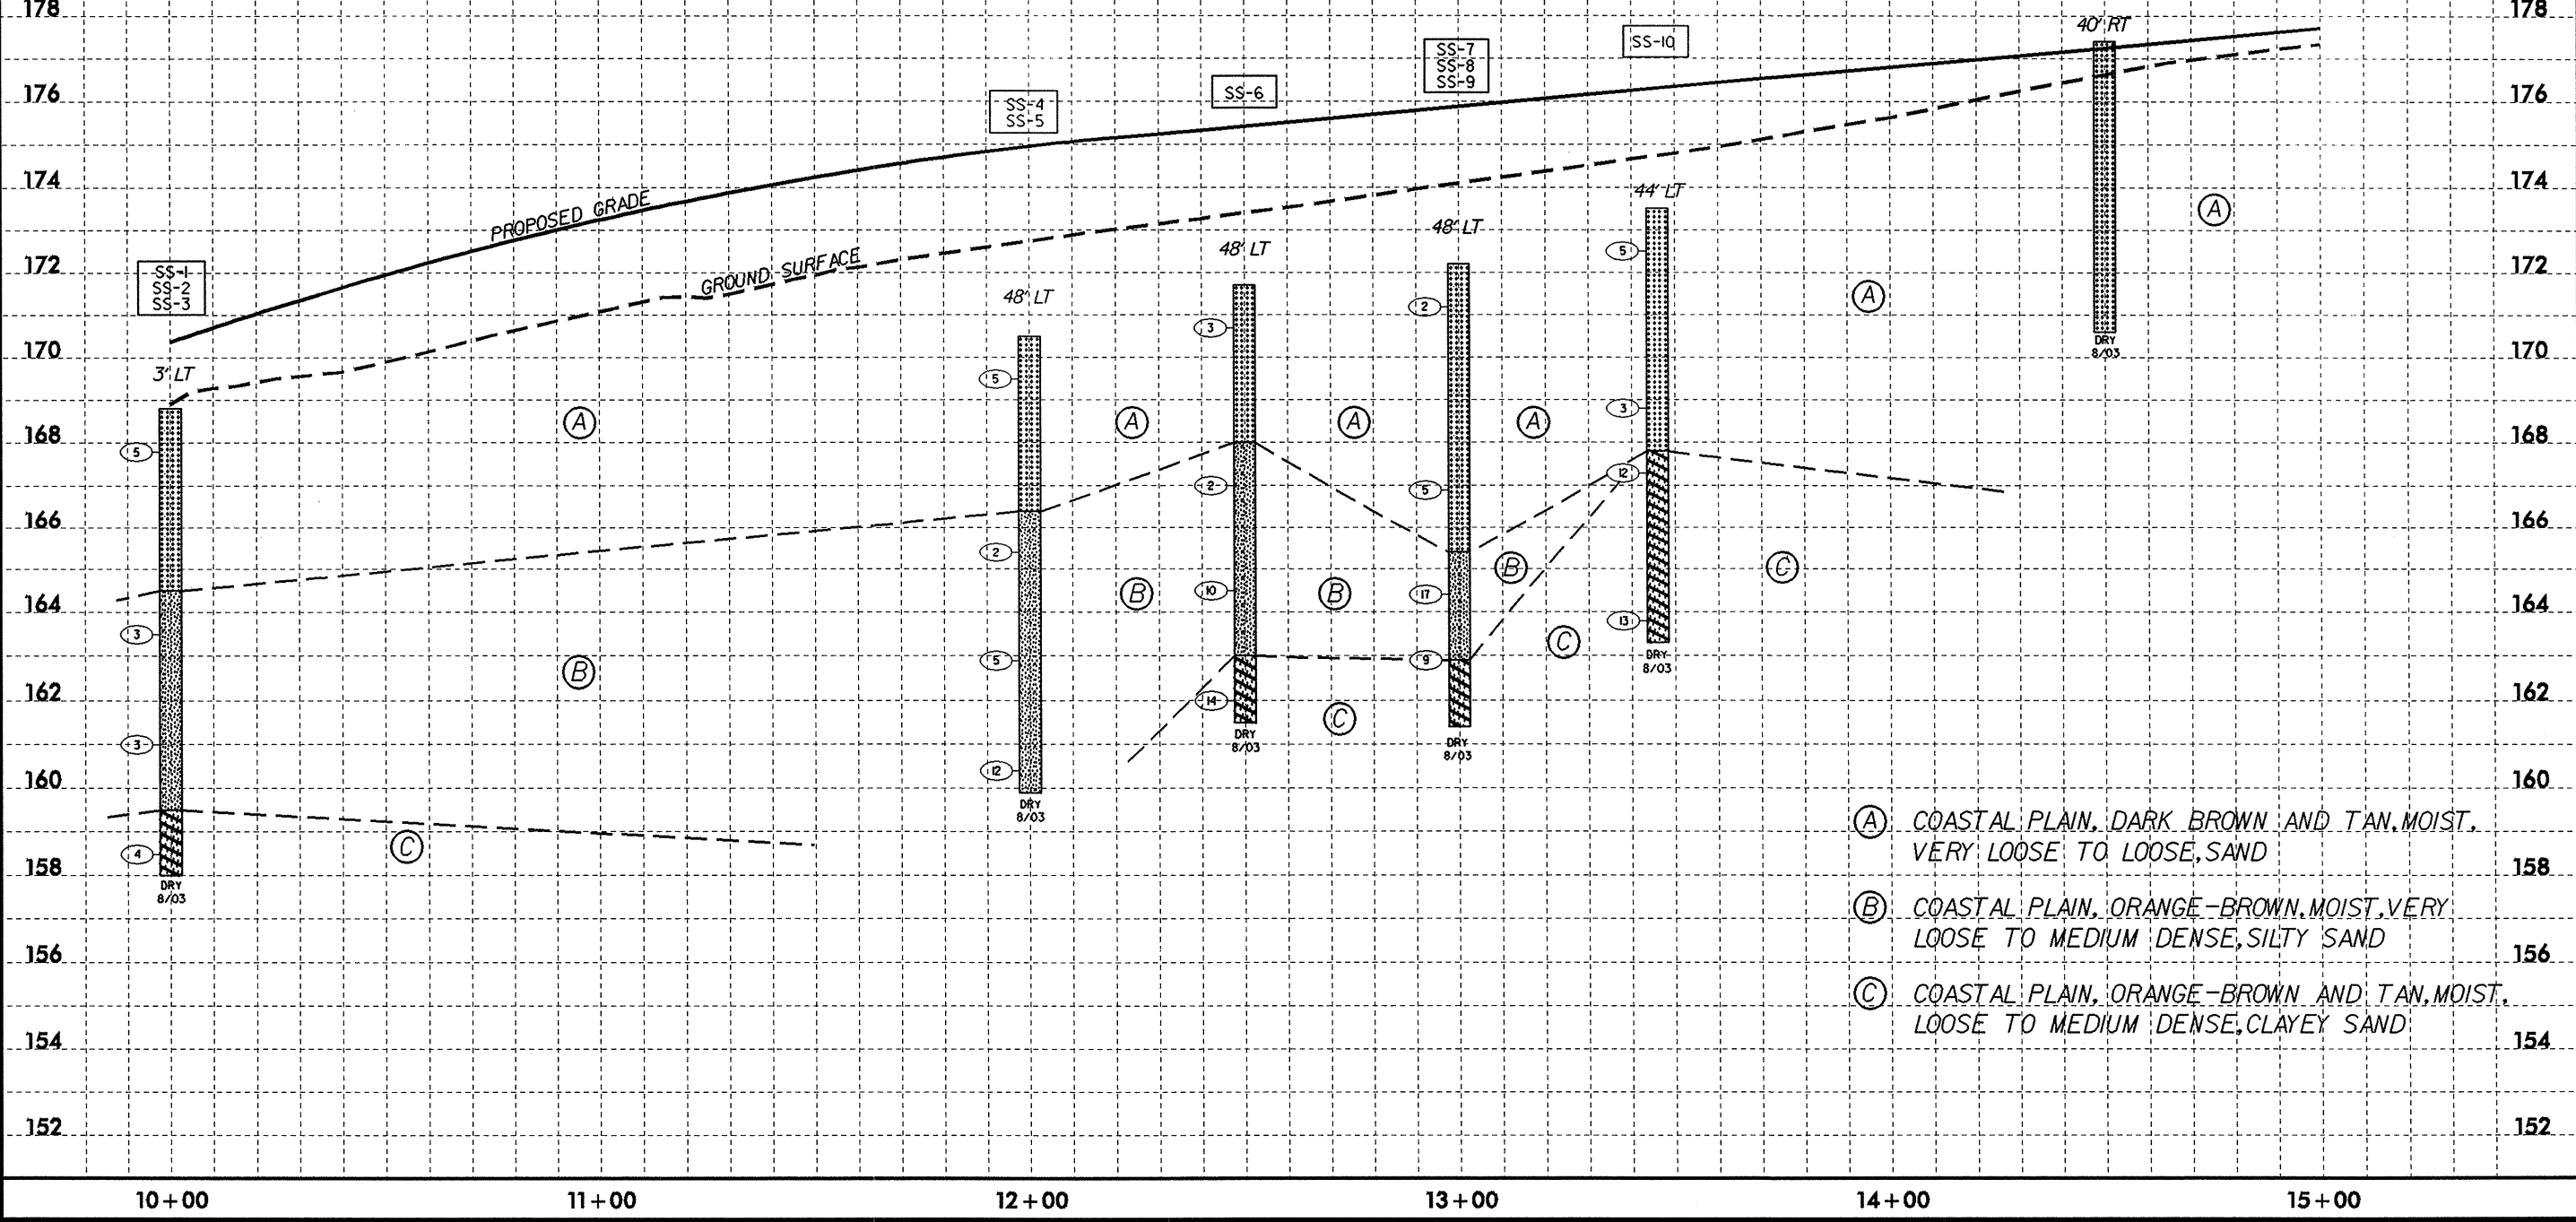 178
178
40' RT
SS-10
SS-7
SS-8
SS-9
176
SS-6
176
SS-4
SS-5
174
PROPOSED GRADE
44' LT
174
A
48' LT
48' LT
5
172
SS-1
SS-2
SS-3
GROUND SURFACE
172
48' LT
2
A
3
170
DRY
8/03
170
3' LT
5
3
A
A
A
A
168
168
5
12
2
5
166
166
2
B
C
164
B
10
B
17
164
3
13
C
5
9
DRY
8/03
162
B
14
C
162
3
DRY
8/03
DRY
8/03
160
12
160
DRY
8/03
A COASTAL PLAIN, DARK BROWN AND TAN, MOIST,
VERY LOOSE TO LOOSE, SAND
158
4
C
158
DRY
8/03
B COASTAL PLAIN, ORANGE-BROWN, MOIST, VERY
LOOSE TO MEDIUM DENSE, SILTY SAND
156
156
C COASTAL PLAIN, ORANGE-BROWN AND TAN, MOIST,
LOOSE TO MEDIUM DENSE, CLAYEY SAND
154
154
152
152
10+00
11+00
12+00
13+00
14+00
15+00